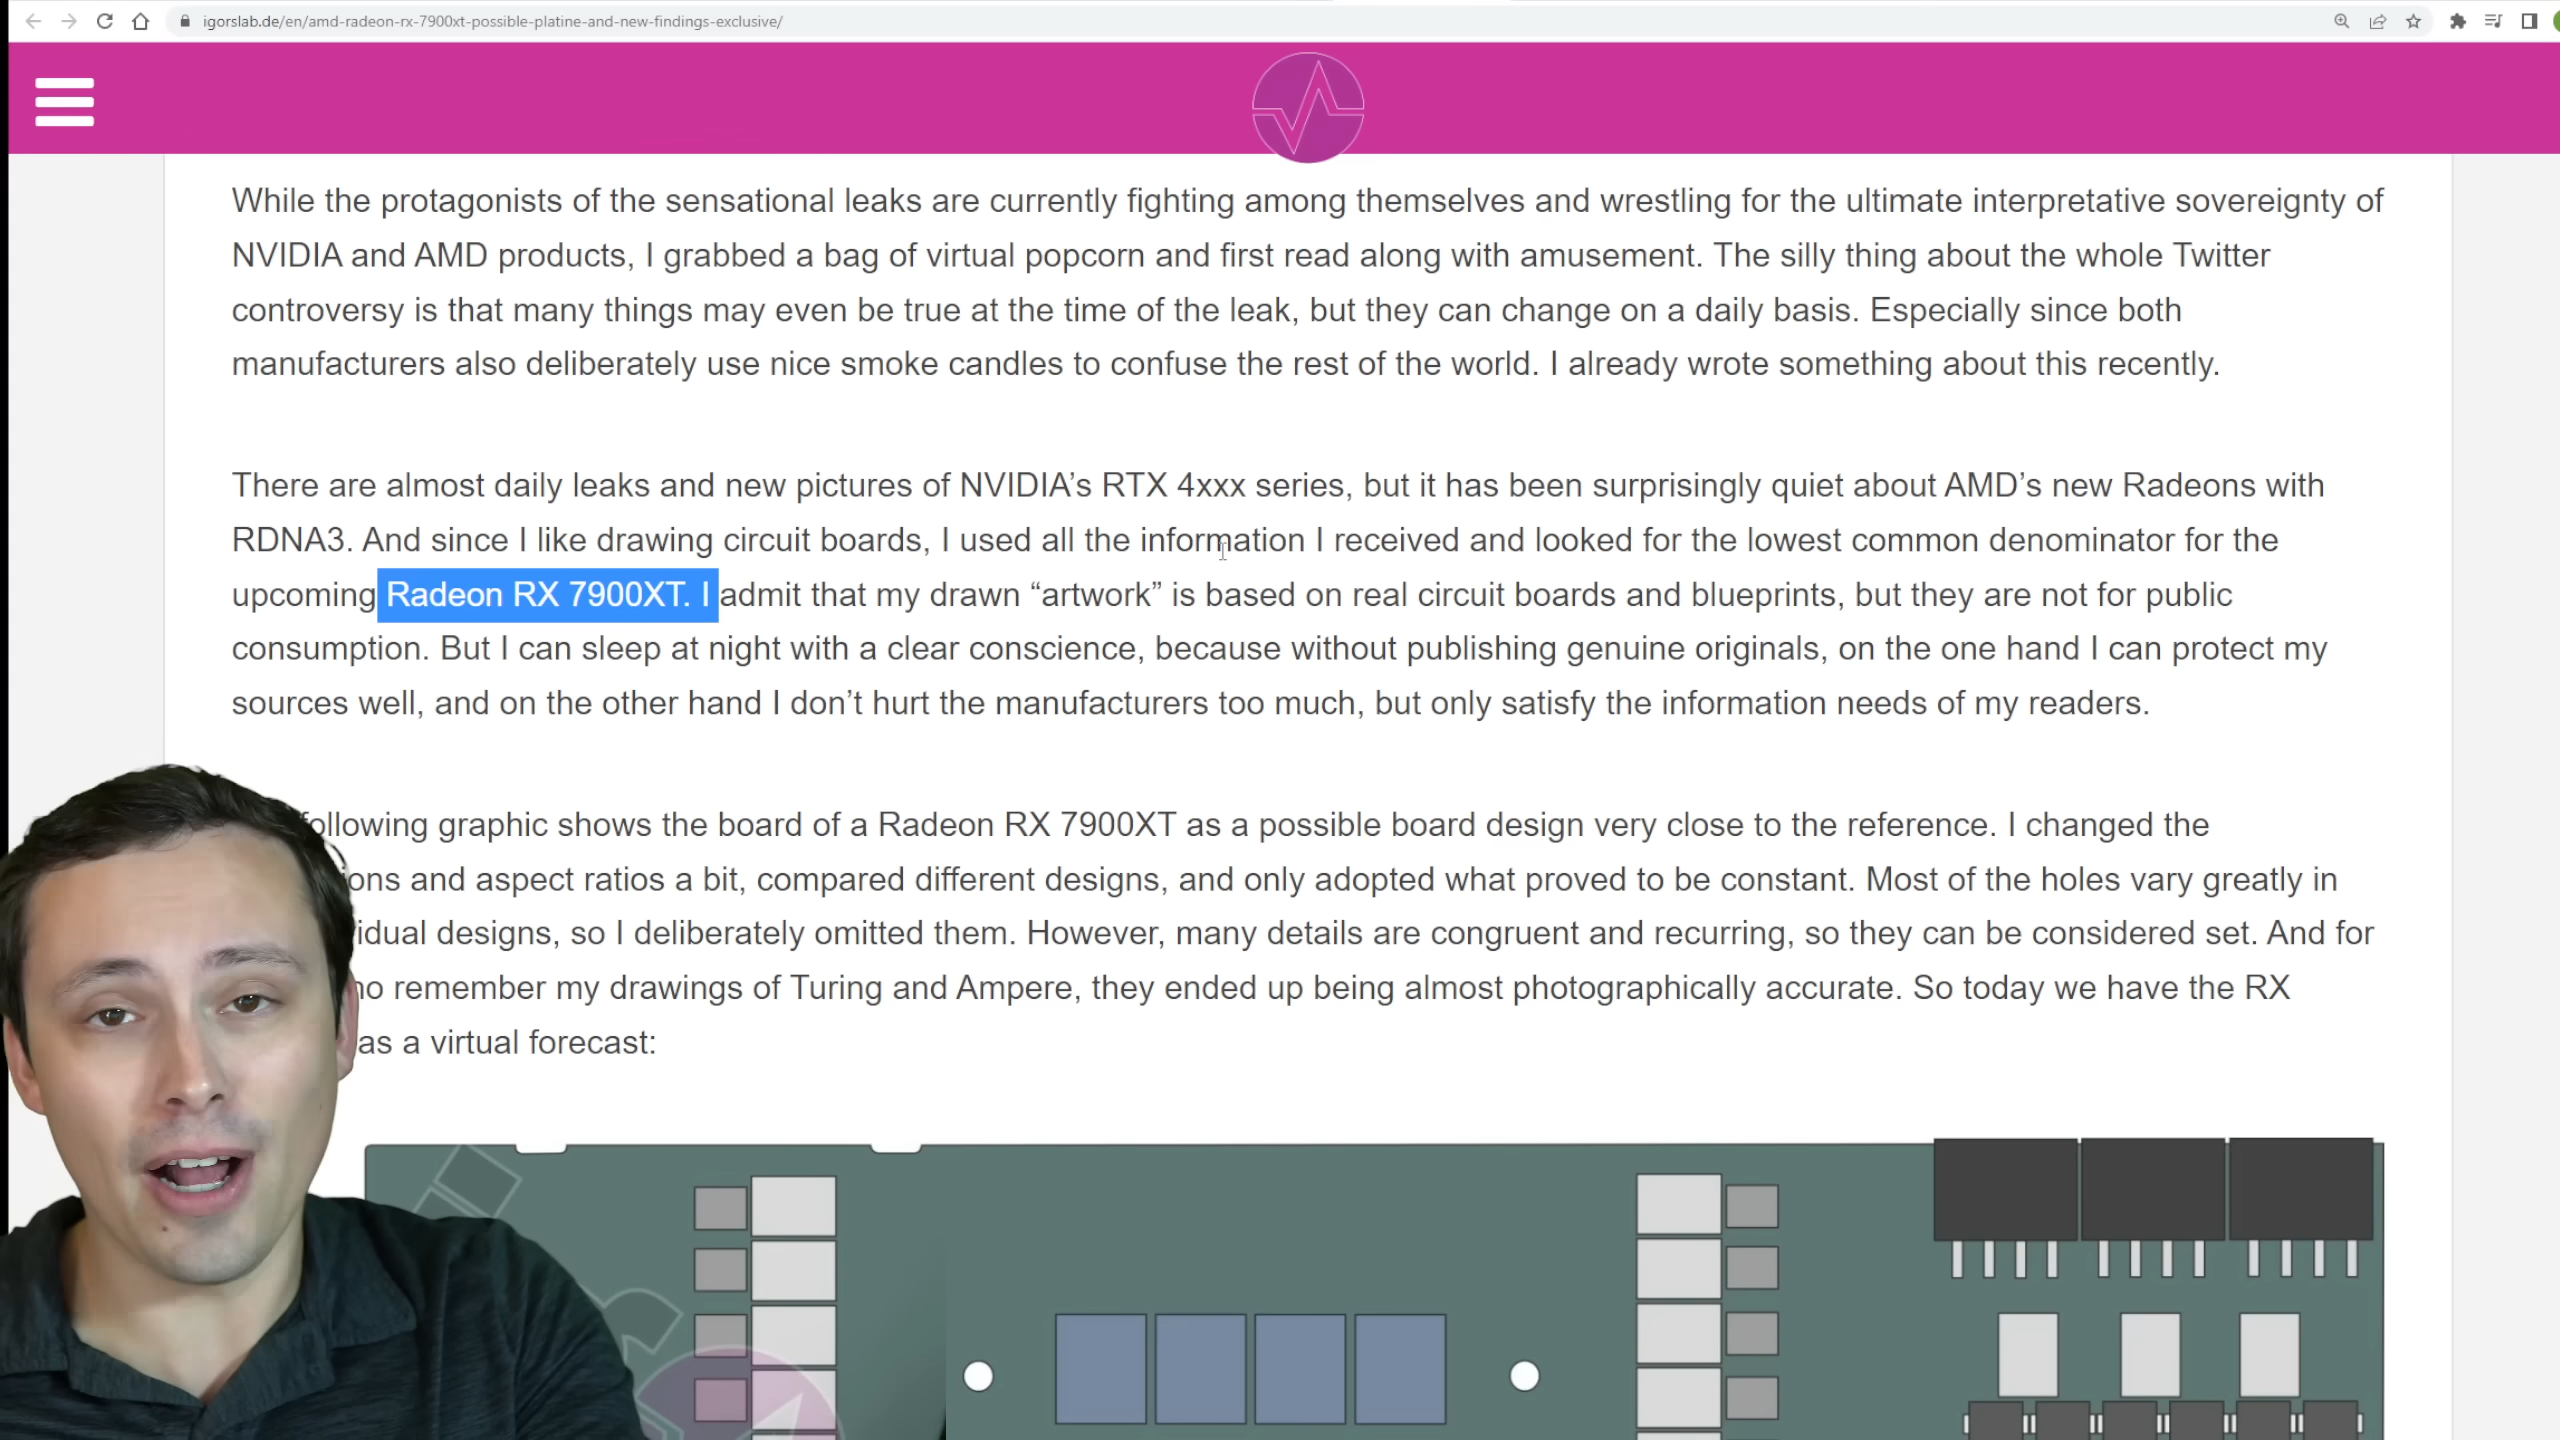 igorslab.de/en/amd-radeon-rx-7900xt-possible-platine-and-new-findings-exclusive/
While the protagonists of the sensational leaks are currently fighting among themselves and wrestling for the ultimate interpretative sovereignty of
NVIDIA and AMD products, I grabbed a bag of virtual popcorn and first read along with amusement. The silly thing about the whole Twitter
controversy is that many things may even be true at the time of the leak, but they can change on a daily basis. Especially since both
manufacturers also deliberately use nice smoke candles to confuse the rest of the world. I already wrote something about this recently.
There are almost daily leaks and new pictures of NVIDIA’s RTX 4xxx series, but it has been surprisingly quiet about AMD’s new Radeons with
RDNA3. And since I like drawing circuit boards, I used all the information I received and looked for the lowest common denominator for the
upcoming Radeon RX 7900XT. I admit that my drawn “artwork” is based on real circuit boards and blueprints, but they are not for public
consumption. But I can sleep at night with a clear conscience, because without publishing genuine originals, on the one hand I can protect my
sources well, and on the other hand I don’t hurt the manufacturers too much, but only satisfy the information needs of my readers.
following graphic shows the board of a Radeon RX 7900XT as a possible board design very close to the reference. I changed the
and aspect ratios a bit, compared different designs, and only adopted what proved to be constant. Most of the holes vary greatly in
designs, so I deliberately omitted them. However, many details are congruent and recurring, so they can be considered set. And for
remember my drawings of Turing and Ampere, they ended up being almost photographically accurate. So today we have the RX
as a virtual forecast: